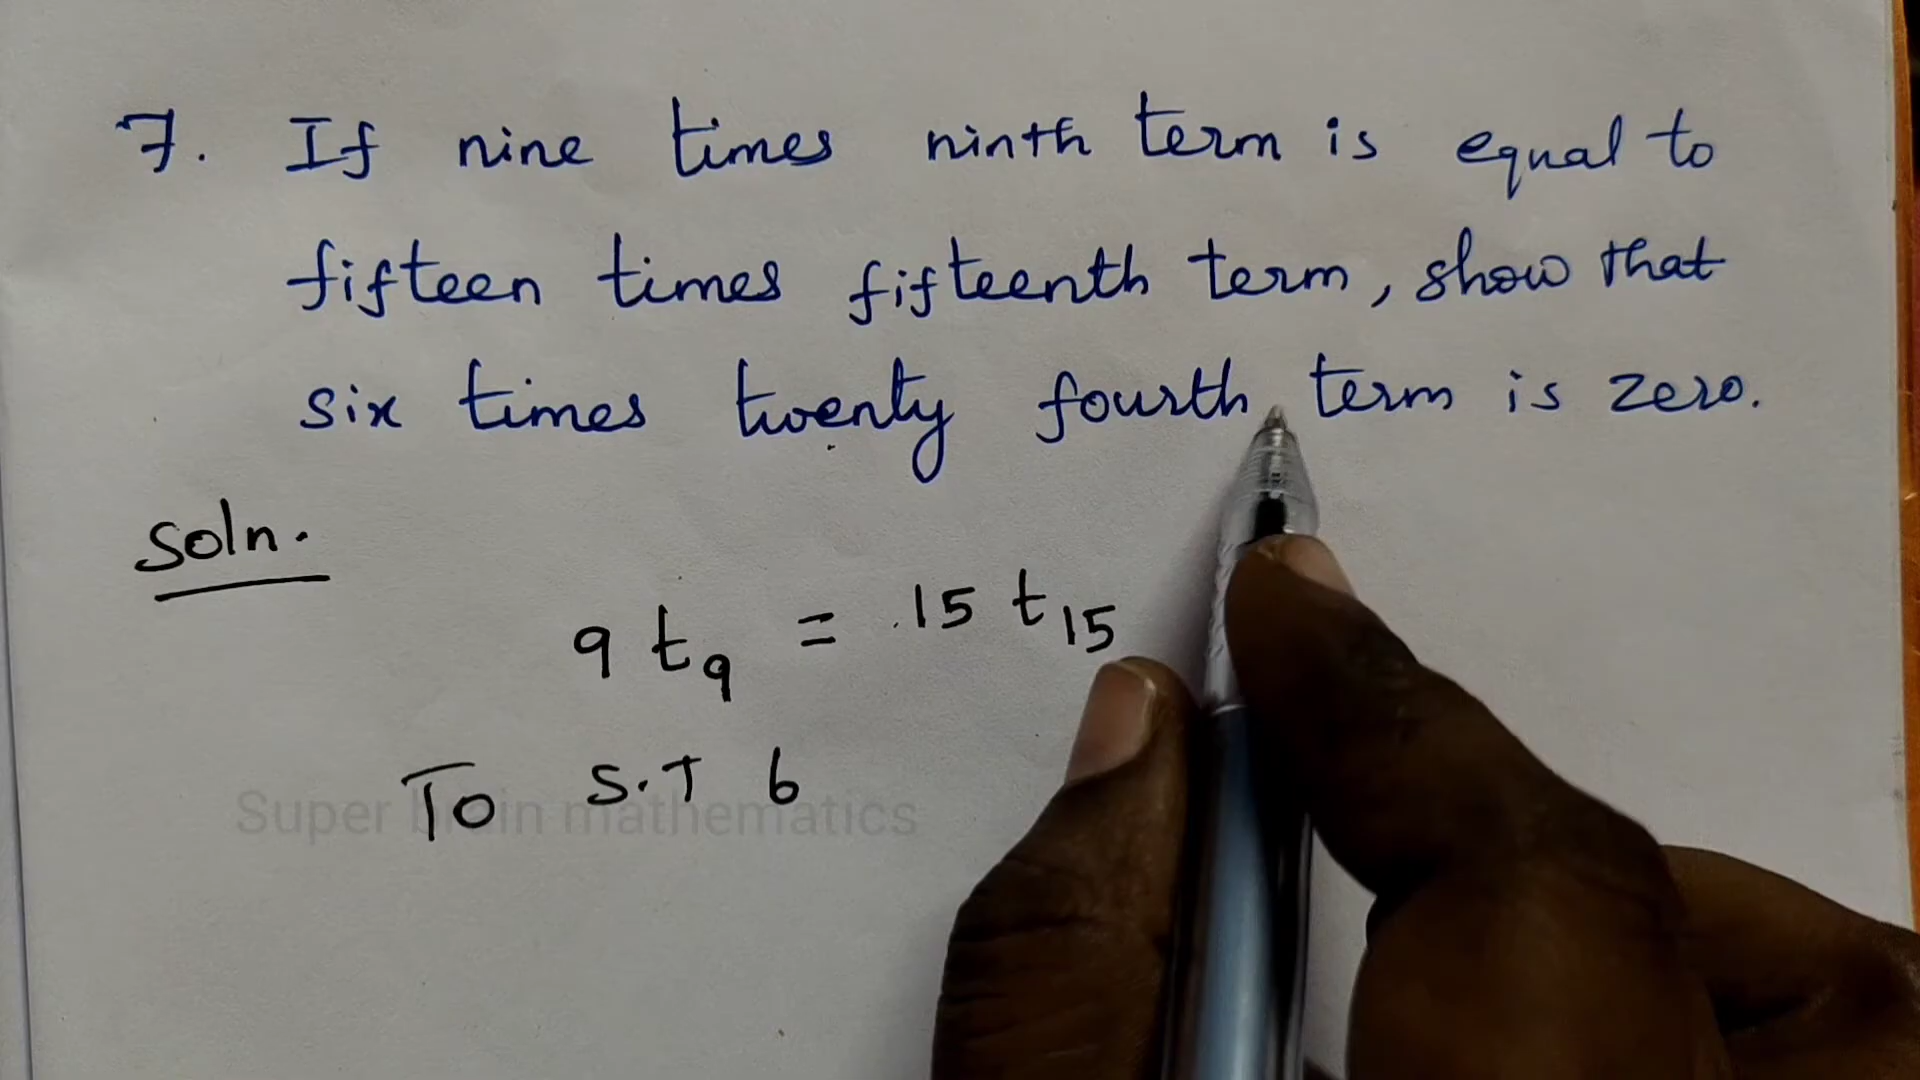 7. If nine times ninth term is equal to
fifteen times fifteenth term, show that
six times twenty fourth term is zero.
Soln.
9 t9 = 15 t15
To S.T 6
Super brain mathematics